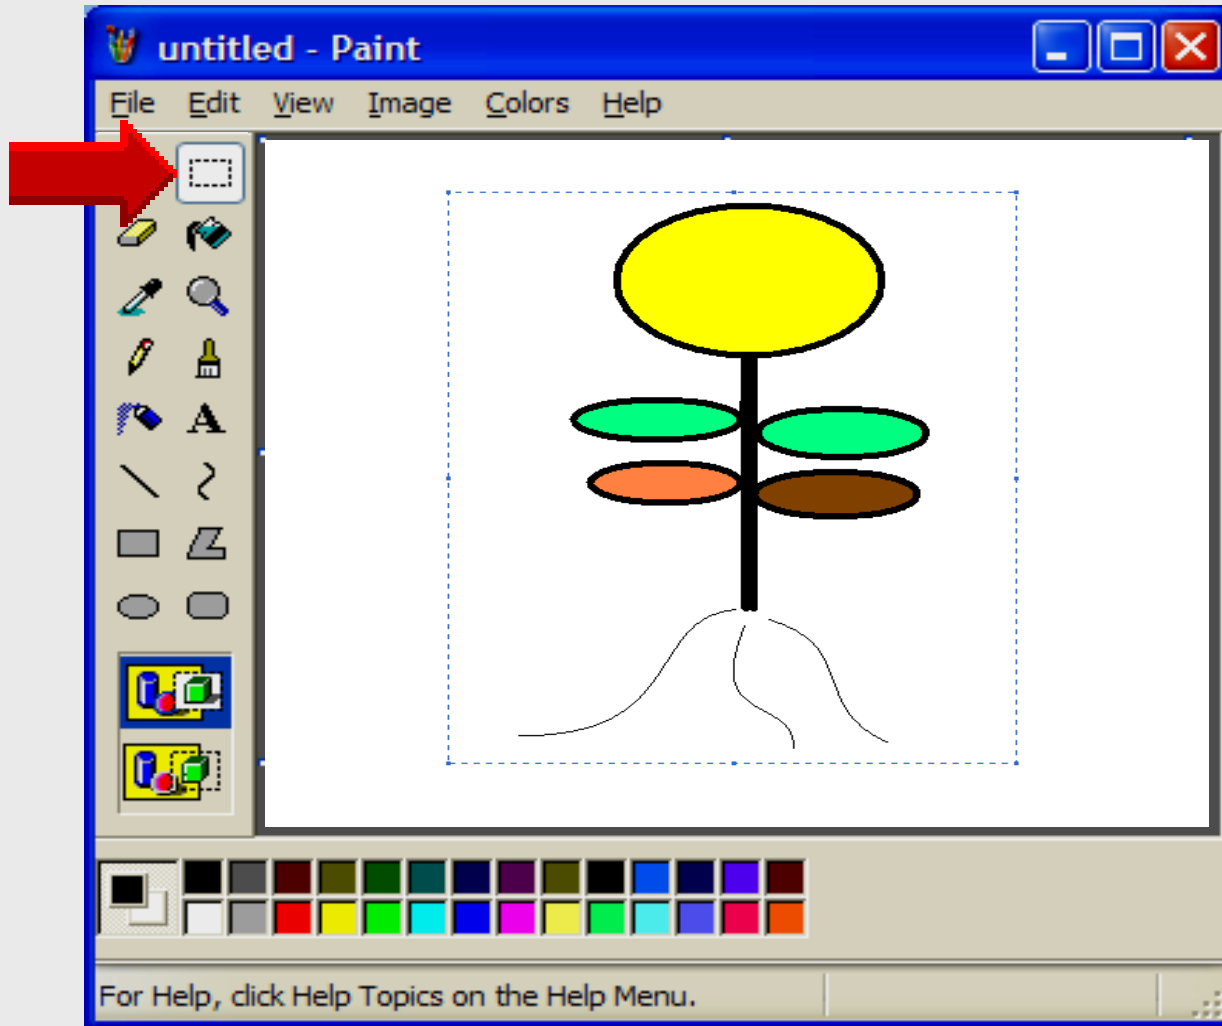 untitled - Paint
File Edit View Image Colors Help
A
For Help, click Help Topics on the Help Menu.